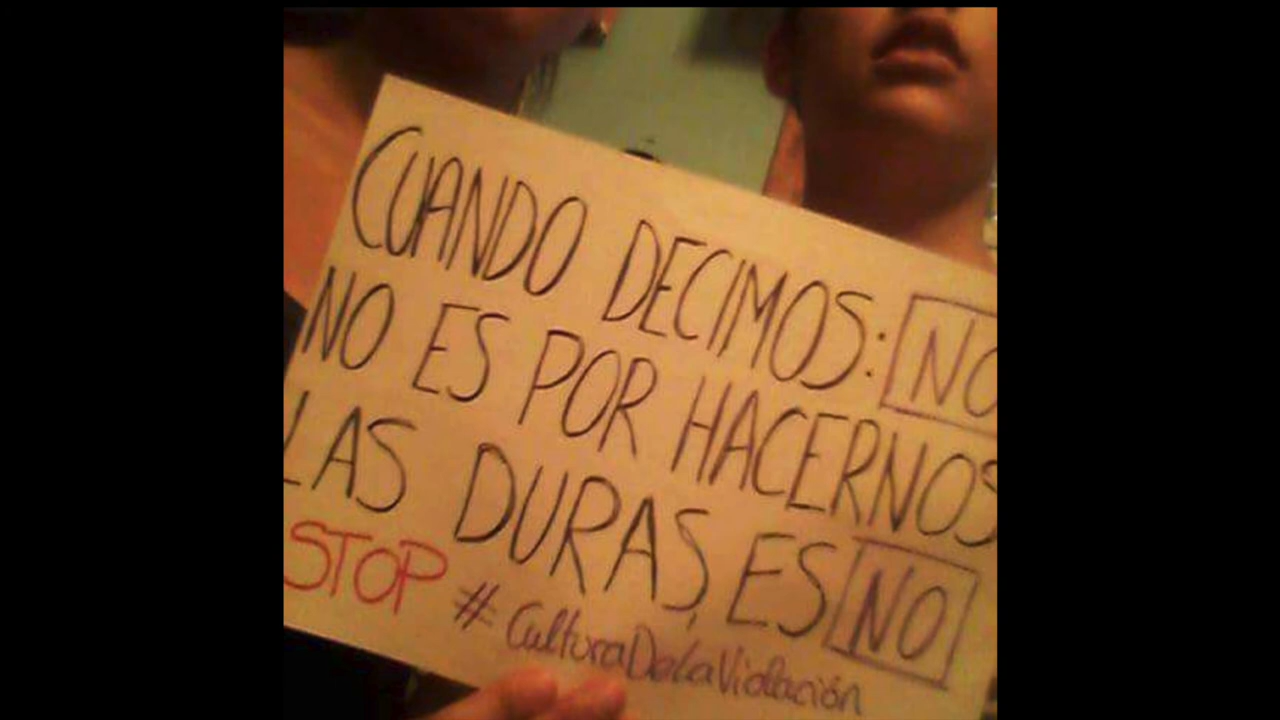 CUANDO DECIMOS: NO
NO ES POR HACERNOS
LAS DURAS, ES NO
STOP #CulturaDeLaViolación